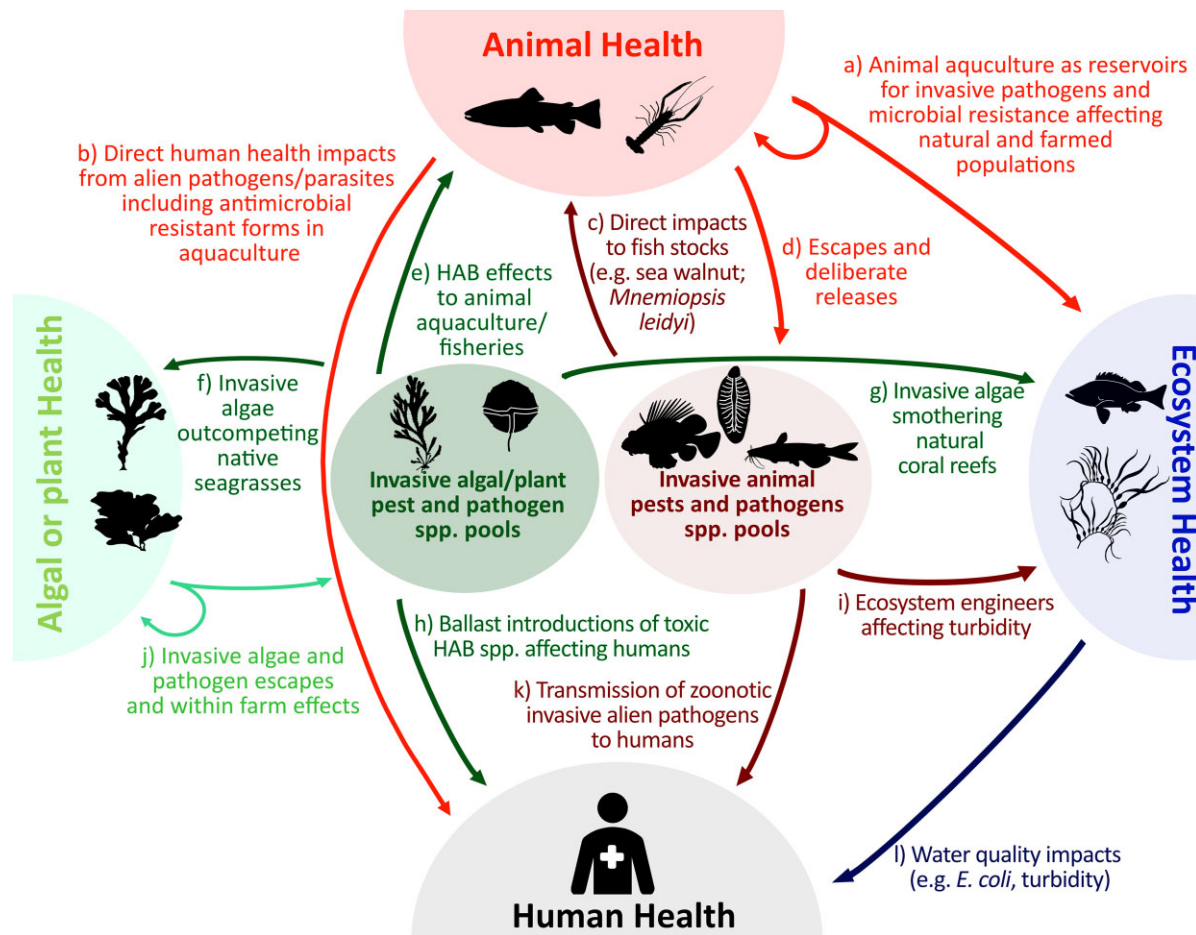 Animal Health
a) Animal aquculture as reservoirs
for invasive pathogens and
microbial resistance affecting
natural and farmed
populations
b) Direct human health impacts
from alien pathogens/parasites
including antimicrobial
resistant forms in
aquaculture
c) Direct impacts
to fish stocks
(e.g. sea walnut;
Mnemiopsis
leidyi)
d) Escapes and
deliberate
releases
e) HAB effects
to animal
aquaculture/
fisheries
Algal or plant Health
f) Invasive
algae
outcompeting
native
seagrasses
Invasive algal/plant
pest and pathogen
spp. pools
Invasive animal
pests and pathogens
spp. pools
g) Invasive algae
smothering
natural
coral reefs
Ecosystem Health
h) Ballast introductions of toxic
HAB spp. affecting humans
i) Ecosystem engineers
affecting turbidity
j) Invasive algae and
pathogen escapes
and within farm effects
k) Transmission of zoonotic
invasive alien pathogens
to humans
l) Water quality impacts
(e.g. E. coli, turbidity)
Human Health